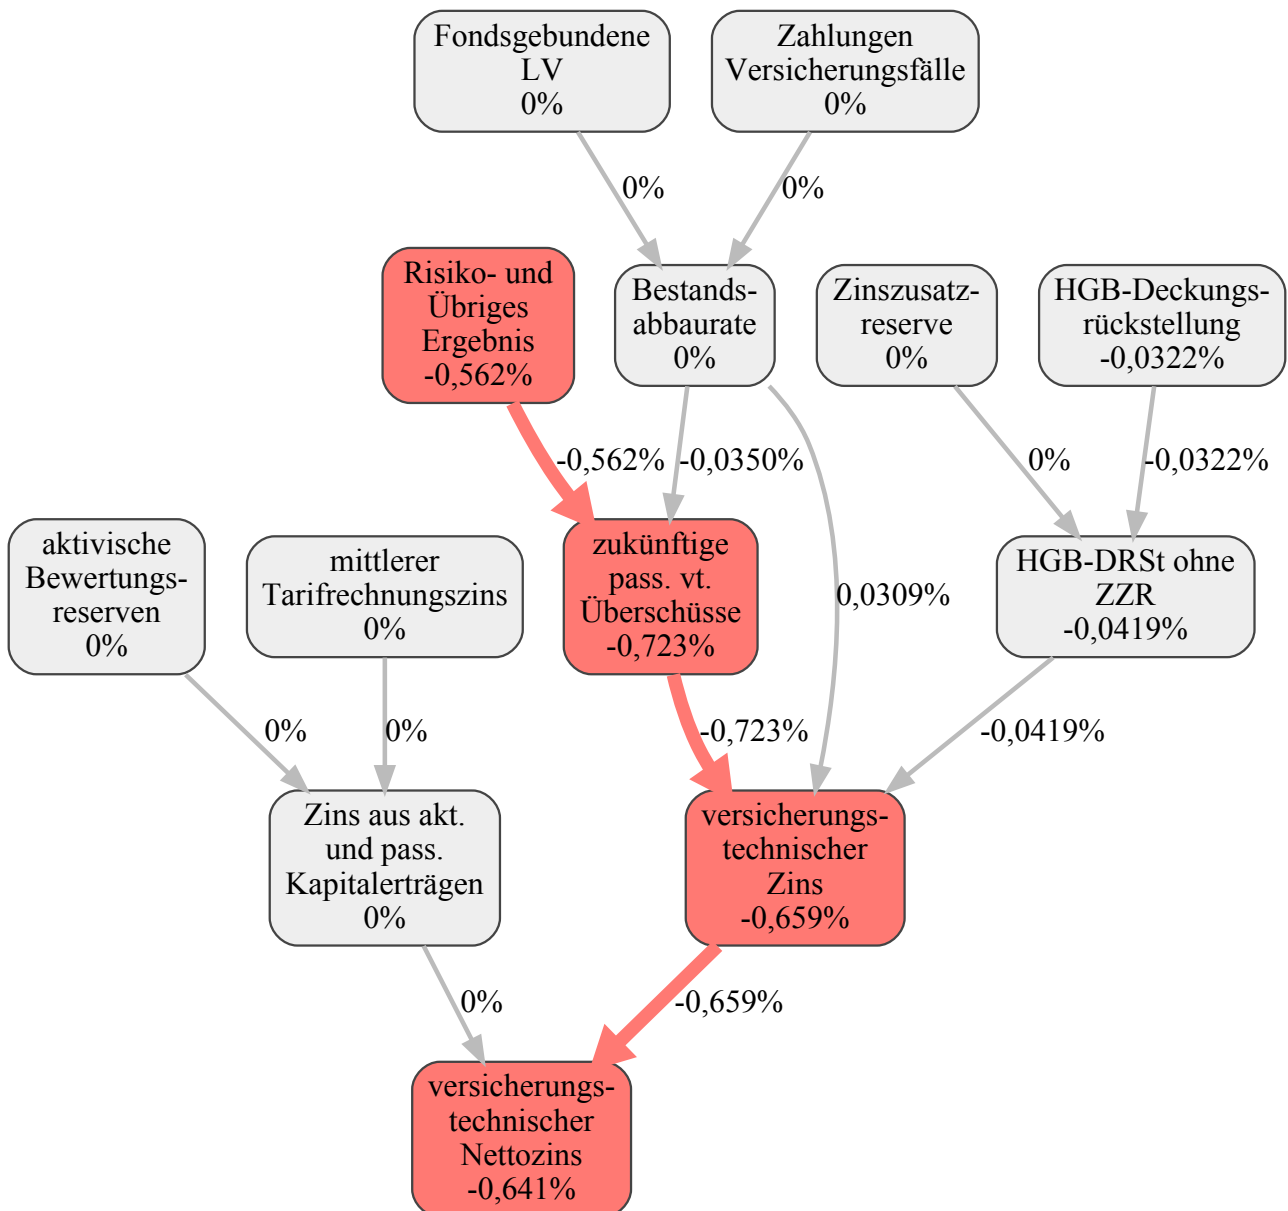 Fondsgebundene
LV
0%
Zahlungen
Versicherungsfälle
0%
0%
0%
Risiko- und
Übriges
Ergebnis
-0,562%
Bestands-
abbaurate
0%
Zinszusatz-
reserve
0%
HGB-Deckungs-
rückstellung
-0,0322%
-0,562%
-0,0350%
0%
-0,0322%
aktivische
Bewertungs-
reserven
0%
mittlerer
Tarifrechnungszins
0%
zukünftige
pass. vt.
Überschüsse
-0,723%
0,0309%
HGB-DRSt ohne
ZZR
-0,0419%
0%
0%
-0,723%
-0,0419%
Zins aus akt.
und pass.
Kapitalerträgen
0%
versicherungs-
technischer
Zins
-0,659%
0%
-0,659%
versicherungs-
technischer
Nettozins
-0,641%